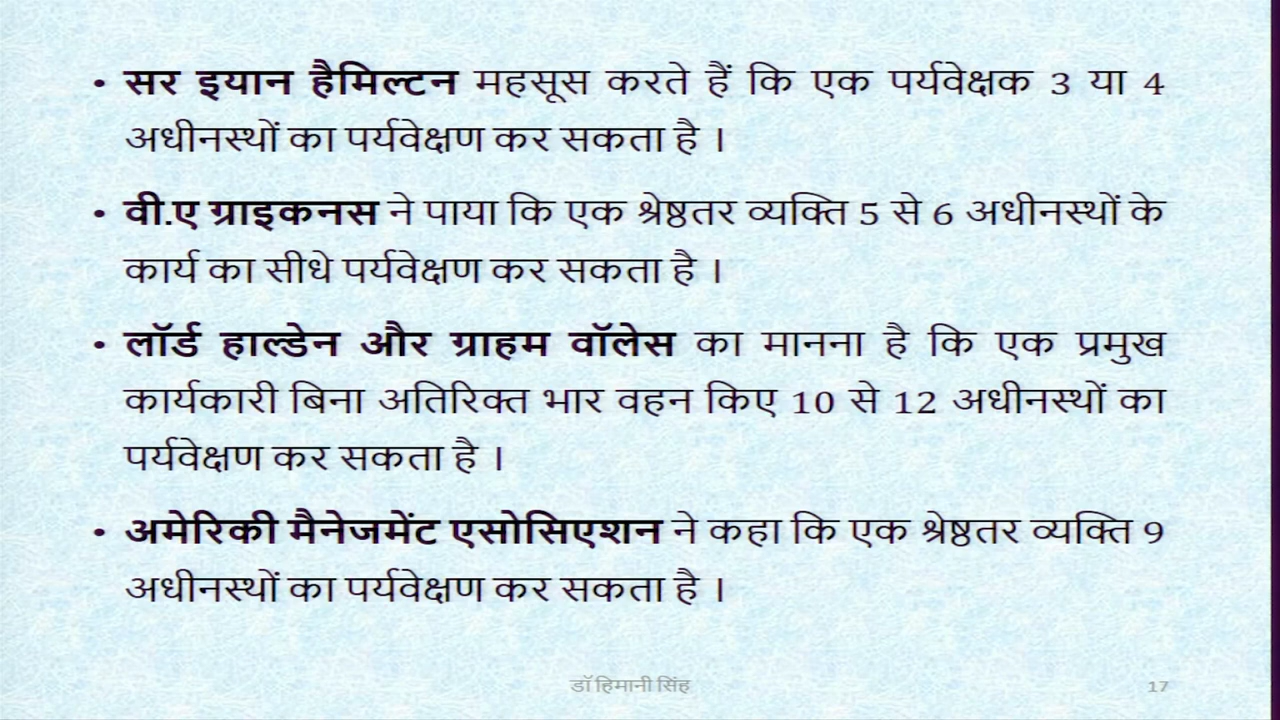 • सर इयान हैमिल्टन महसूस करते हैं कि एक पर्यवेक्षक 3 या 4
अधीनस्थों का पर्यवेक्षण कर सकता है ।
• वी.ए ग्राइकनस ने पाया कि एक श्रेष्ठतर व्यक्ति 5 से 6 अधीनस्थों के
कार्य का सीधे पर्यवेक्षण कर सकता है ।
• लॉर्ड हाल्डेन और ग्राहम वॉलेस का मानना है कि एक प्रमुख
कार्यकारी बिना अतिरिक्त भार वहन किए 10 से 12 अधीनस्थों का
पर्यवेक्षण कर सकता है ।
• अमेरिकी मैनेजमेंट एसोसिएशन ने कहा कि एक श्रेष्ठतर व्यक्ति 9
अधीनस्थों का पर्यवेक्षण कर सकता है ।
डॉ हिमानी सिंह 17